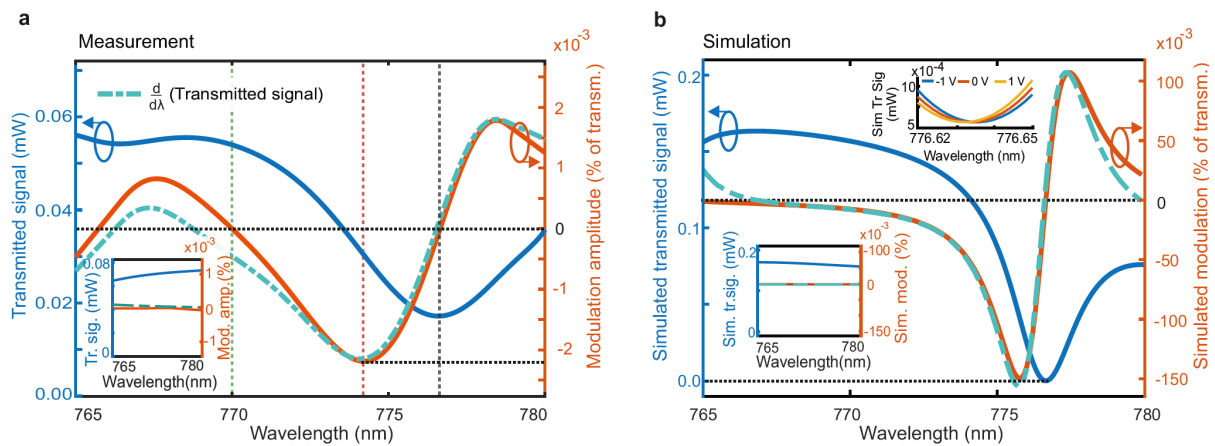 a
Measurement
x10⁻³
d/dλ (Transmitted signal)
Transmitted signal (mW)
0.06
0.04
0.02
0.00
Modulation amplitude (% of transm.)
2
1
0
-1
-2
765
770
775
780
Wavelength (nm)
0.08
0
Tr. sig. (mW)
x10⁻³
1
0
-1
Mod. amp.(%)
765
780
Wavelength(nm)
b
Simulation
x10⁻³
Simulated transmitted signal (mW)
0.2
0.1
0.0
Simulated modulation (% of transm.)
100
50
0
-50
-100
-150
765
770
775
780
Wavelength (nm)
x10⁻⁴
-1 V
0 V
1 V
10
5
Sim Tr Sig
(mW)
776.62
776.65
Wavelength (nm)
0.2
0
Sim. tr.sig. (mW)
x10⁻³
-100
0
-150
Sim. mod. (%)
765
780
Wavelength(nm)